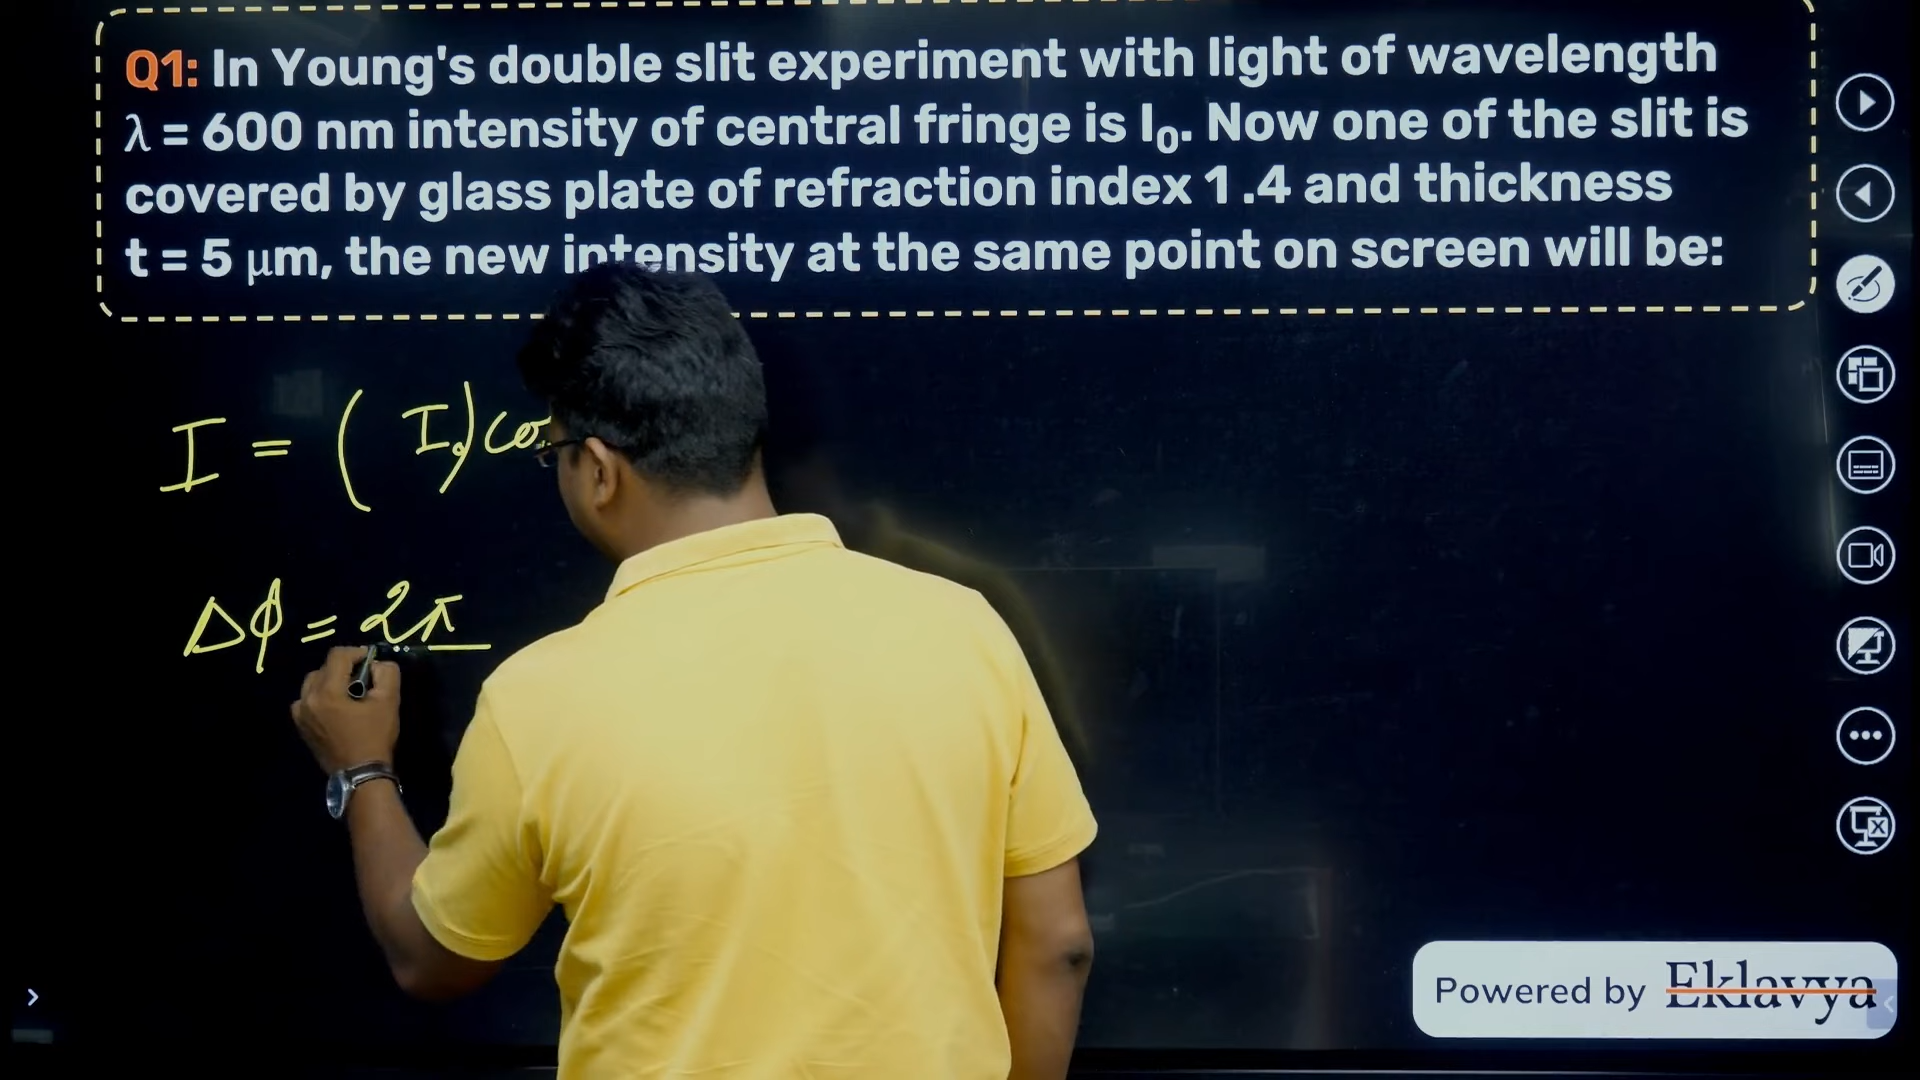 Q1: In Young's double slit experiment with light of wavelength
λ = 600 nm intensity of central fringe is I₀. Now one of the slit is
covered by glass plate of refraction index 1 .4 and thickness
t = 5 μm, the new intensity at the same point on screen will be:
I = ( I₀) co
Δϕ = 2π
Powered by Eklavya